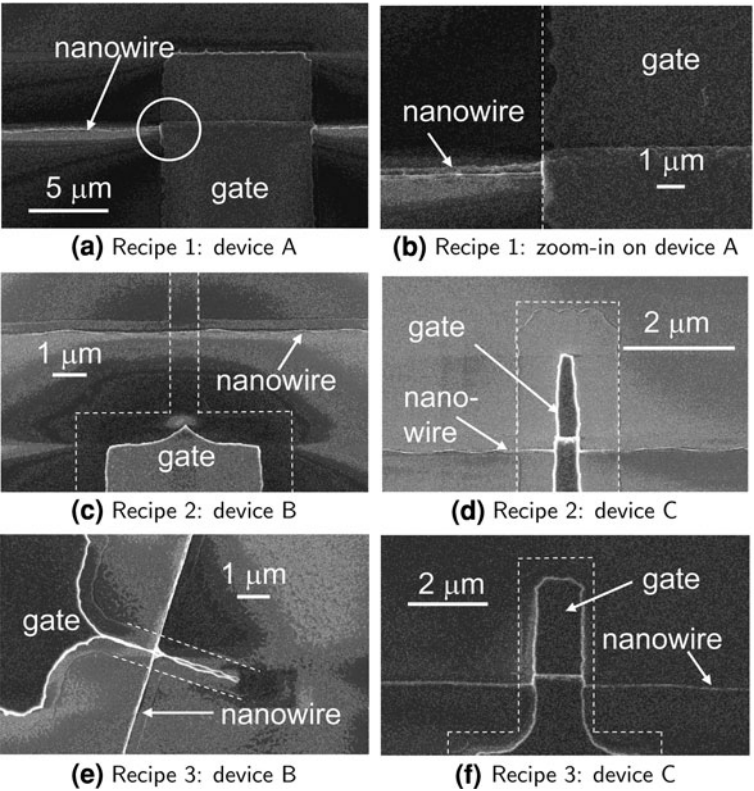 nanowire
5 μm
gate
(a) Recipe 1: device A
gate
nanowire
1 μm
(b) Recipe 1: zoom-in on device A
1 μm
nanowire
gate
(c) Recipe 2: device B
gate
2 μm
nano-
wire
(d) Recipe 2: device C
1 μm
gate
nanowire
(e) Recipe 3: device B
2 μm
gate
nanowire
(f) Recipe 3: device C